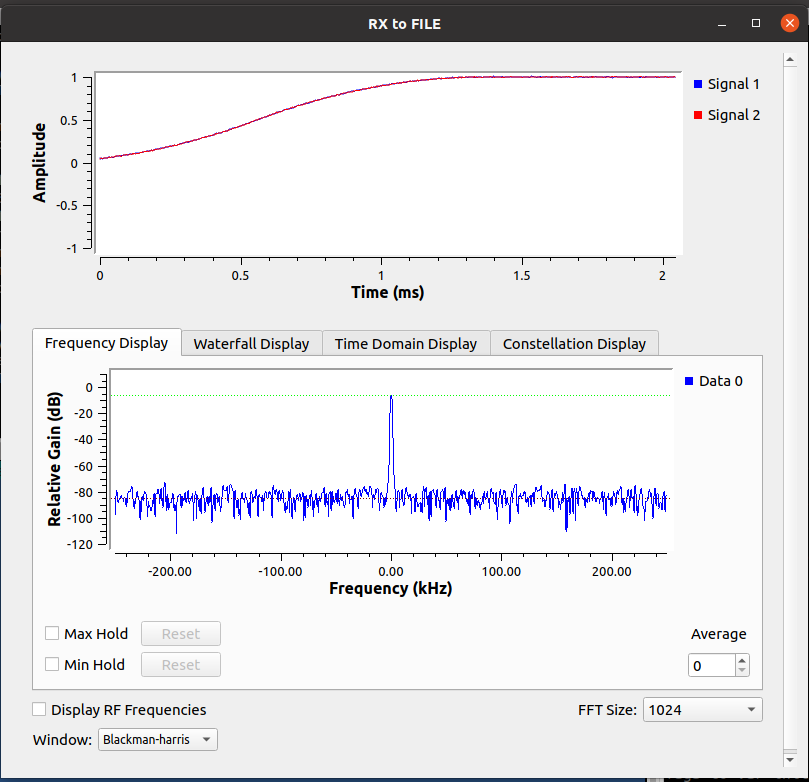 RX to FILE
1
0.5
0
-0.5
-1
Amplitude
0 0.5 1 1.5 2
Time (ms)
Signal 1
Signal 2
Frequency Display Waterfall Display Time Domain Display Constellation Display
0
-20
-40
-60
-80
-100
-120
Relative Gain (dB)
-200.00 -100.00 0.00 100.00 200.00
Frequency (kHz)
Data 0
Max Hold Reset
Min Hold Reset
Average
0
Display RF Frequencies
FFT Size: 1024
Window: Blackman-harris